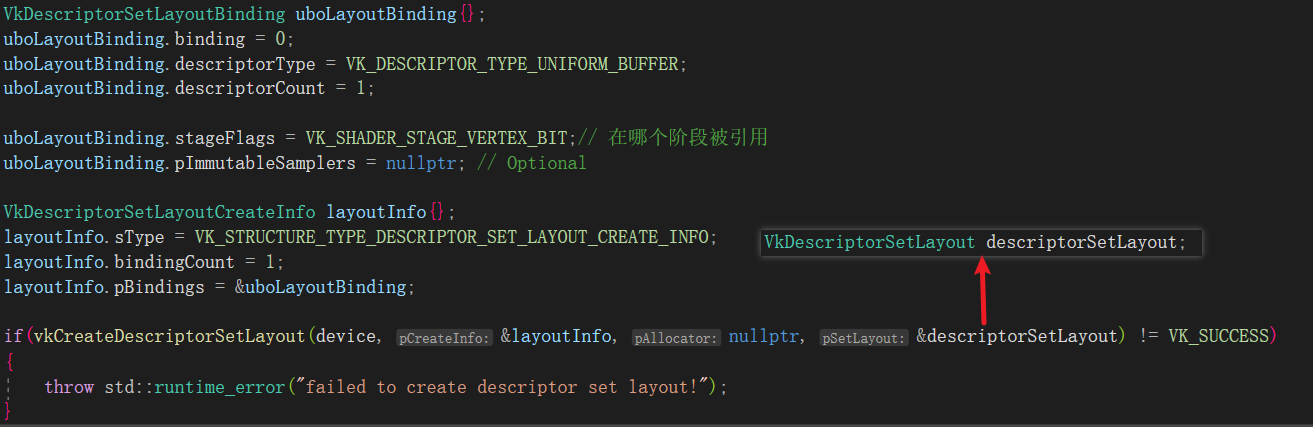 VkDescriptorSetLayoutBinding uboLayoutBinding{};
uboLayoutBinding.binding = 0;
uboLayoutBinding.descriptorType = VK_DESCRIPTOR_TYPE_UNIFORM_BUFFER;
uboLayoutBinding.descriptorCount = 1;
uboLayoutBinding.stageFlags = VK_SHADER_STAGE_VERTEX_BIT;// 在哪个阶段被引用
uboLayoutBinding.pImmutableSamplers = nullptr; // Optional
VkDescriptorSetLayoutCreateInfo layoutInfo{};
layoutInfo.sType = VK_STRUCTURE_TYPE_DESCRIPTOR_SET_LAYOUT_CREATE_INFO;
VkDescriptorSetLayout descriptorSetLayout;
layoutInfo.bindingCount = 1;
layoutInfo.pBindings = &uboLayoutBinding;
if(vkCreateDescriptorSetLayout(device, pCreateInfo: &layoutInfo, pAllocator: nullptr, pSetLayout: &descriptorSetLayout) != VK_SUCCESS)
{
throw std::runtime_error("failed to create descriptor set layout!");
}